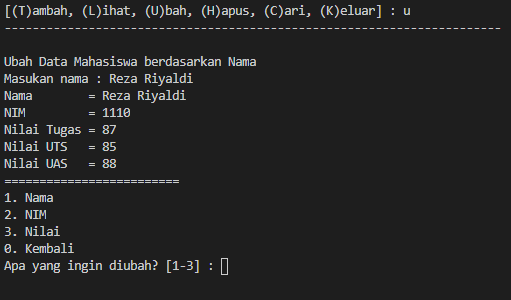 [(T)ambah, (L)ihat, (U)bah, (H)apus, (C)ari, (K)eluar] : u
-----------------------------------------------------------------------
Ubah Data Mahasiswa berdasarkan Nama
Masukan nama : Reza Riyaldi
Nama        = Reza Riyaldi
NIM         = 1110
Nilai Tugas = 87
Nilai UTS   = 85
Nilai UAS   = 88
=========================
1. Nama
2. NIM
3. Nilai
0. Kembali
Apa yang ingin diubah? [1-3] :